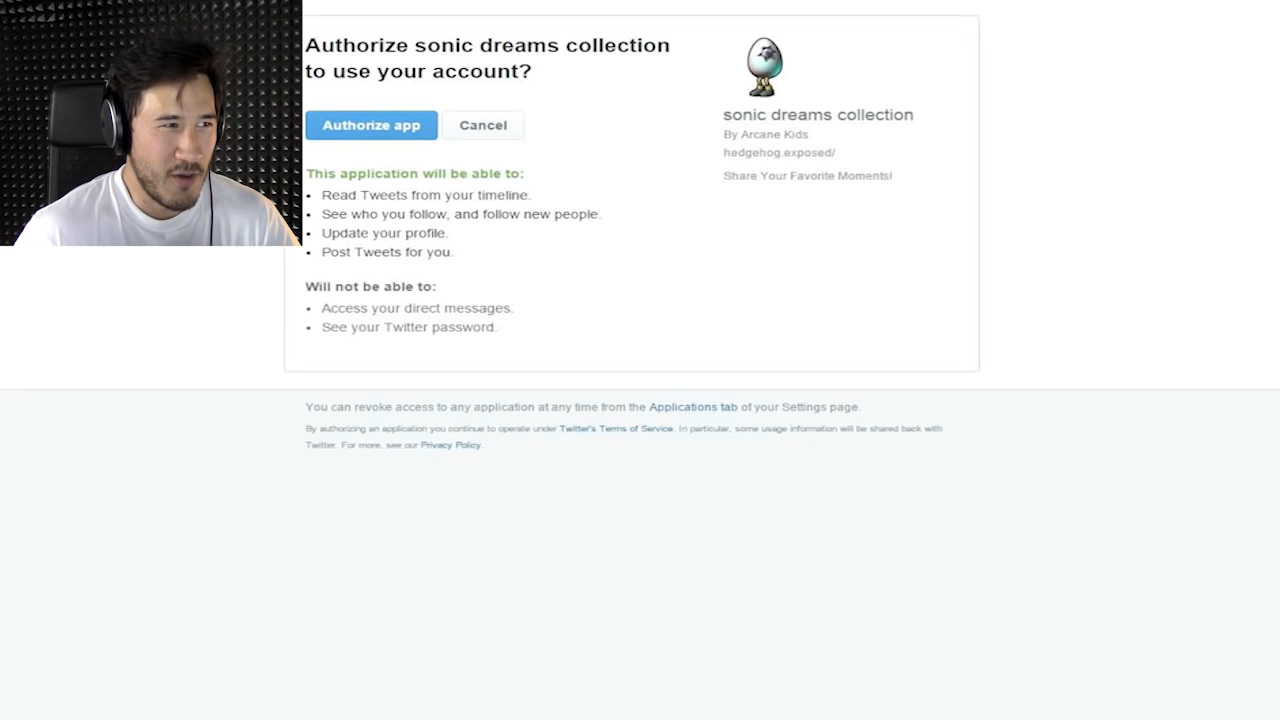 Authorize sonic dreams collection
to use your account?
Authorize app
Cancel
This application will be able to:
Read Tweets from your timeline.
See who you follow, and follow new people.
Update your profile.
Post Tweets for you.
Will not be able to:
Access your direct messages.
See your Twitter password.
sonic dreams collection
By Arcane Kids
hedgehog.exposed/
Share Your Favorite Moments!
You can revoke access to any application at any time from the Applications tab of your Settings page.
By authorizing an application you continue to operate under Twitter's Terms of Service. In particular, some usage information will be shared back with
Twitter. For more, see our Privacy Policy.